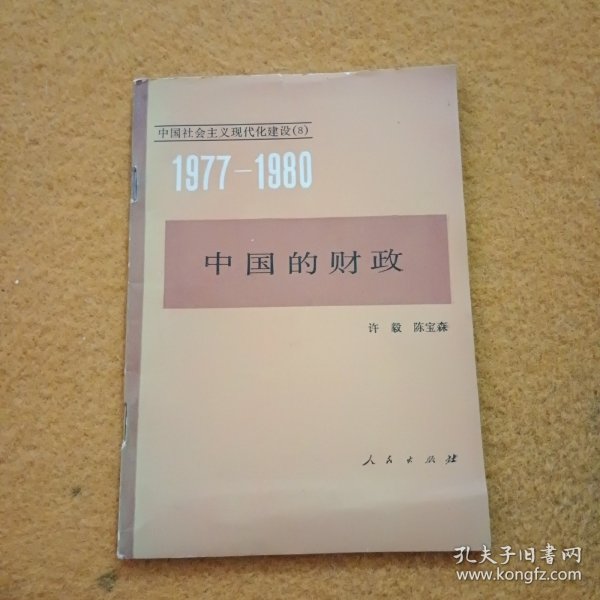 中国社会主义现代化建设(8)
1977-1980
中国的财政
许 毅 陈宝森
人民出版社
孔夫子旧书网
www.kongfz.com